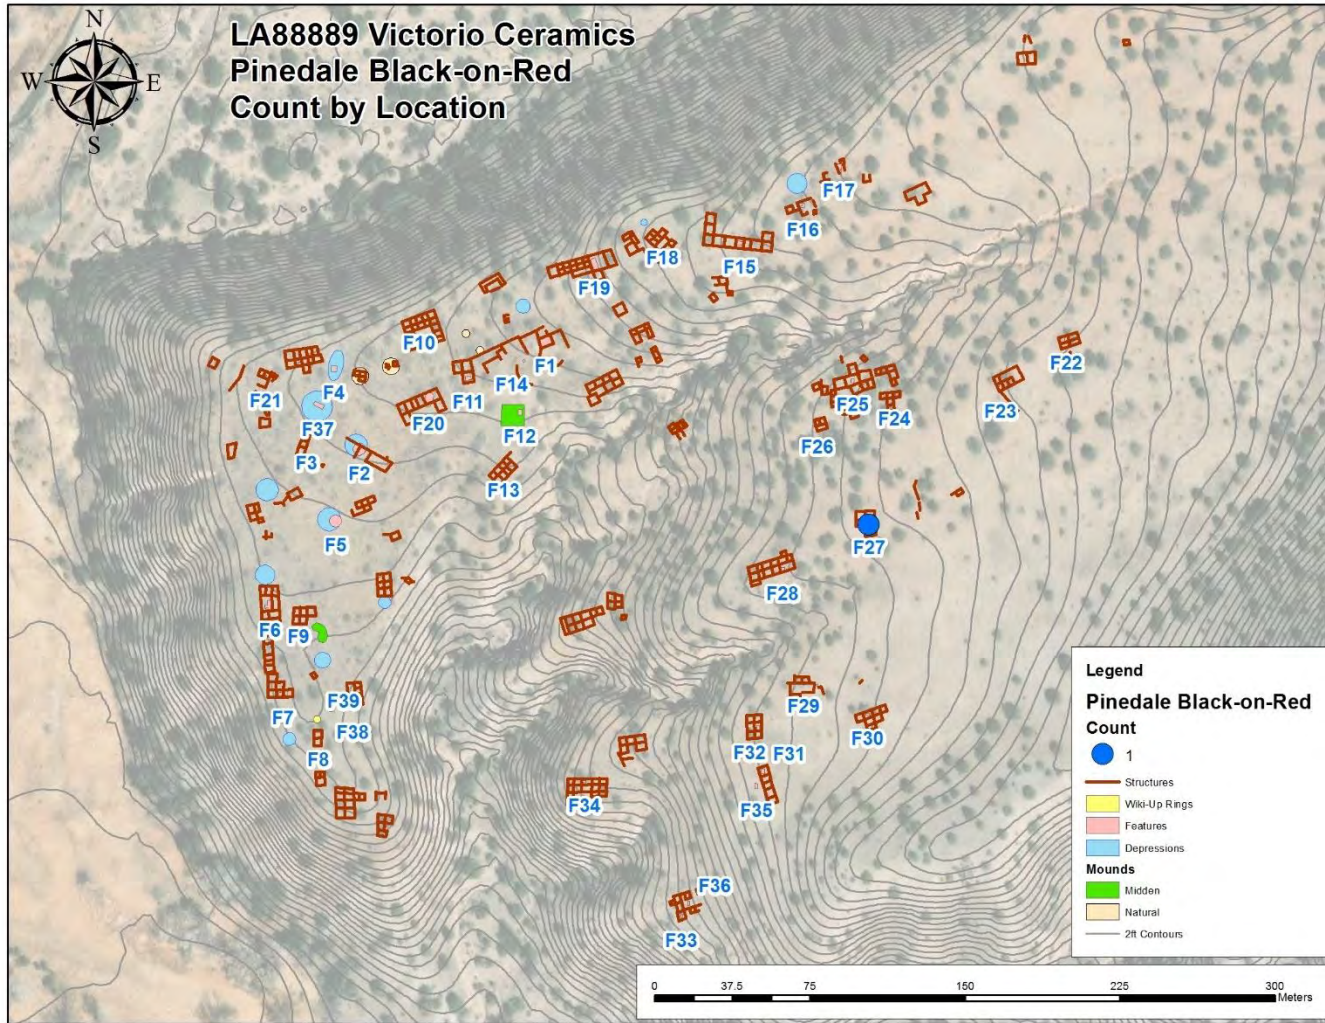 N
W E
S
LA88889 Victorio Ceramics
Pinedale Black-on-Red
Count by Location
F17
F16
F18
F15
F19
F10
F1
F22
F14
F4
F21
F11
F25
F24
F23
F20
F37
F12
F26
F3
F2
F13
F5
F27
F28
F6
F9
F39
F29
F7
F38
F30
F32
F31
F8
F34
F35
F36
F33
Legend
Pinedale Black-on-Red
Count
1
Structures
Wiki-Up Rings
Features
Depressions
Mounds
Midden
Natural
2ft Contours
0 37.5 75 150 225 300
Meters